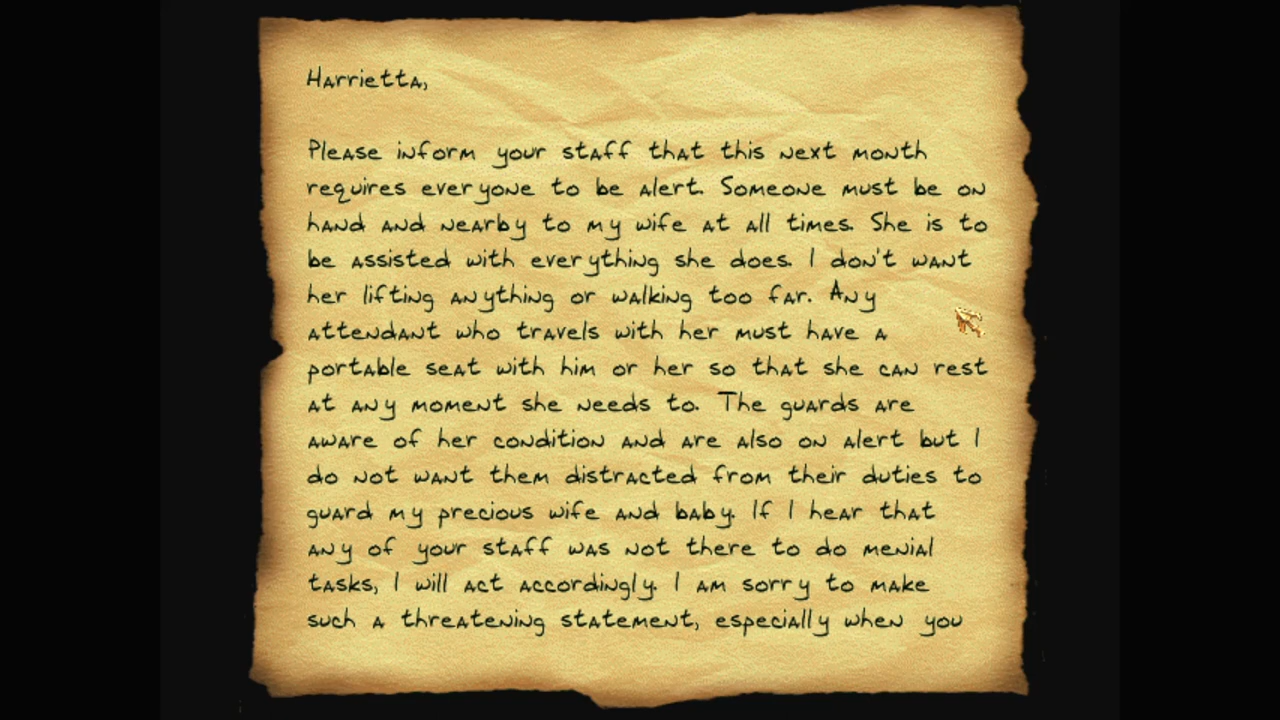 Harrietta,
Please inform your staff that this next month
requires everyone to be alert. Someone must be on
hand and nearby to my wife at all times. She is to
be assisted with everything she does. I don't want
her lifting anything or walking too far. Any
attendant who travels with her must have a
portable seat with him or her so that she can rest
at any moment she needs to. The guards are
aware of her condition and are also on alert but I
do not want them distracted from their duties to
guard my precious wife and baby. If I hear that
any of your staff was not there to do menial
tasks, I will act accordingly. I am sorry to make
such a threatening statement, especially when you